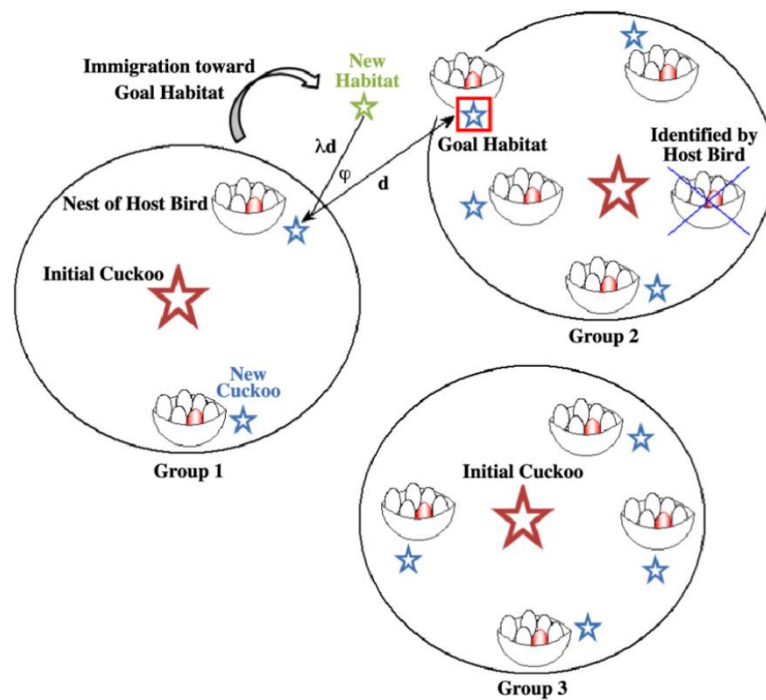 Immigration toward
Goal Habitat
New
Habitat
λd
φ
d
Goal Habitat
Identified by
Host Bird
Nest of Host Bird
Initial Cuckoo
New
Cuckoo
Group 1
Group 2
Initial Cuckoo
Group 3